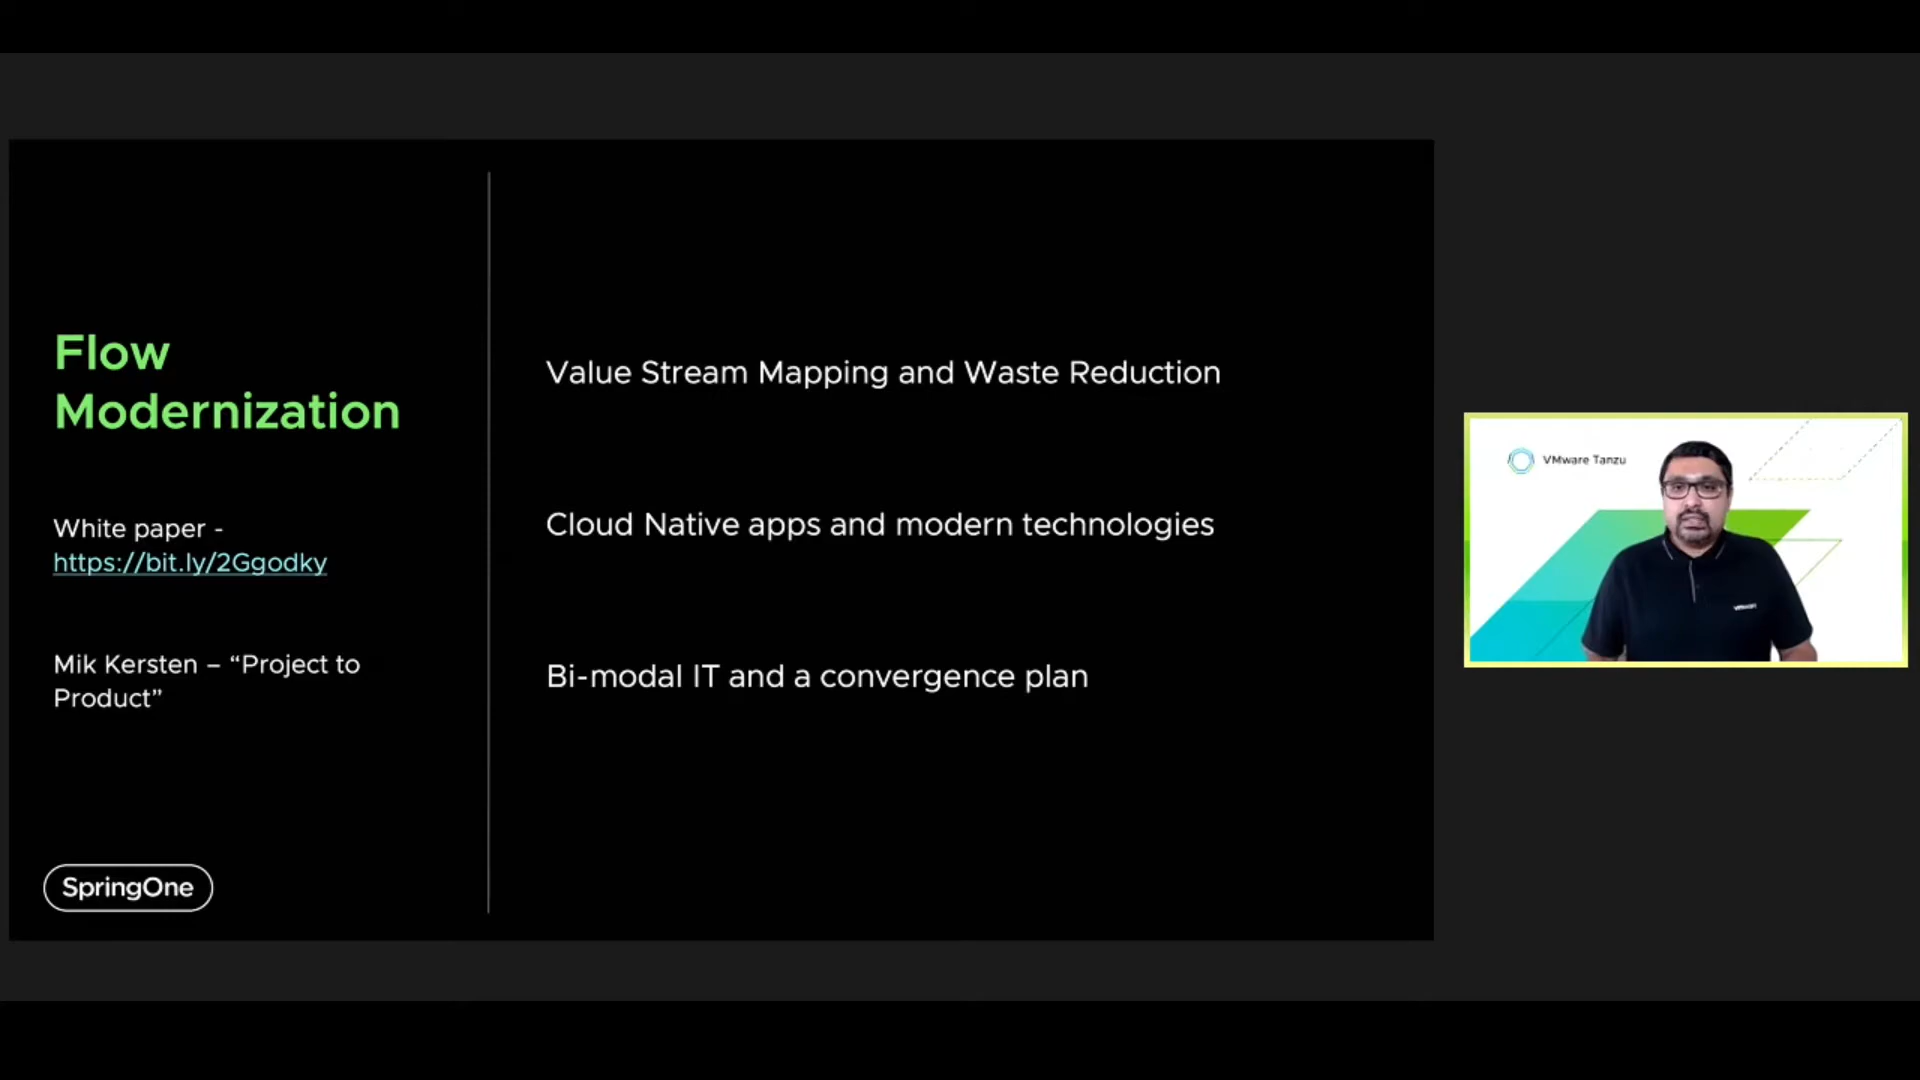 Flow
Modernization
White paper -
https://bit.ly/2Ggodky
Mik Kersten – “Project to
Product”
SpringOne
Value Stream Mapping and Waste Reduction
Cloud Native apps and modern technologies
Bi-modal IT and a convergence plan
VMware Tanzu
vmware